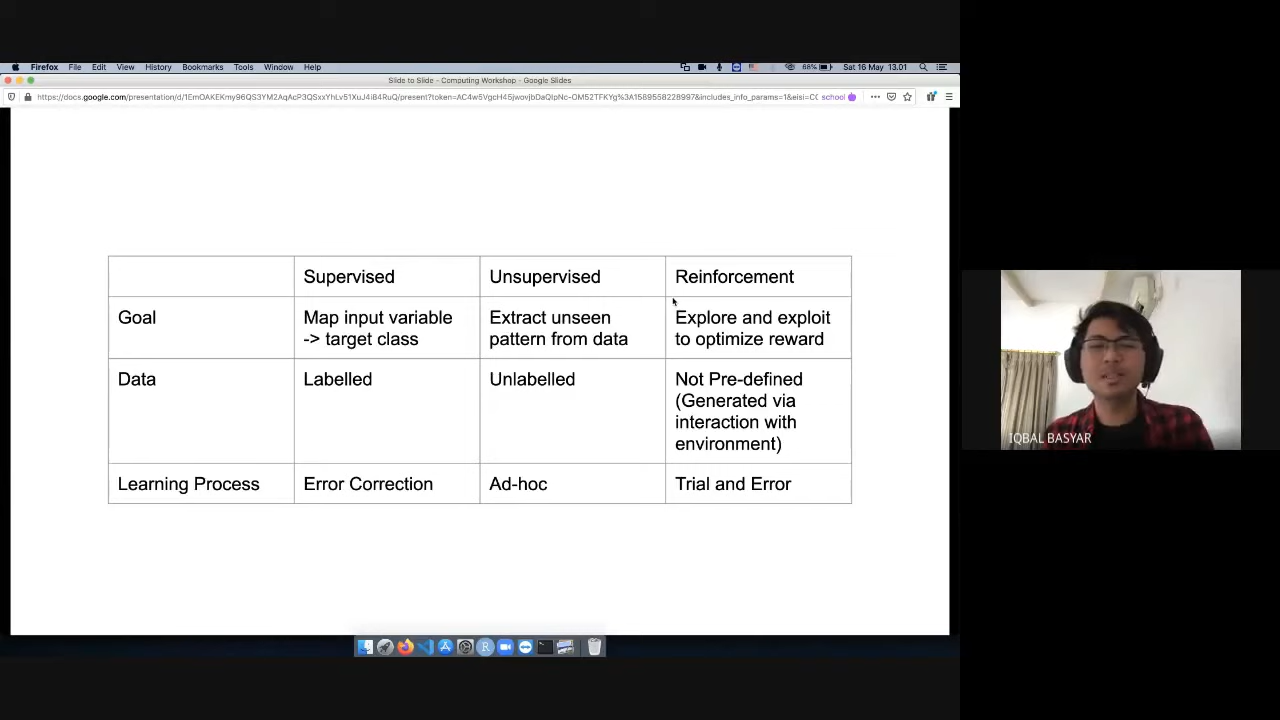 Firefox File Edit View History Bookmarks Tools Window Help 68% Sat 16 May 13.01
Slide to Slide - Computing Workshop - Google Slides
school
Supervised Unsupervised Reinforcement
Goal Map input variable Extract unseen Explore and exploit
-> target class pattern from data to optimize reward
Data Labelled Unlabelled Not Pre-defined
(Generated via
interaction with
environment)
Learning Process Error Correction Ad-hoc Trial and Error
IQBAL BASYAR